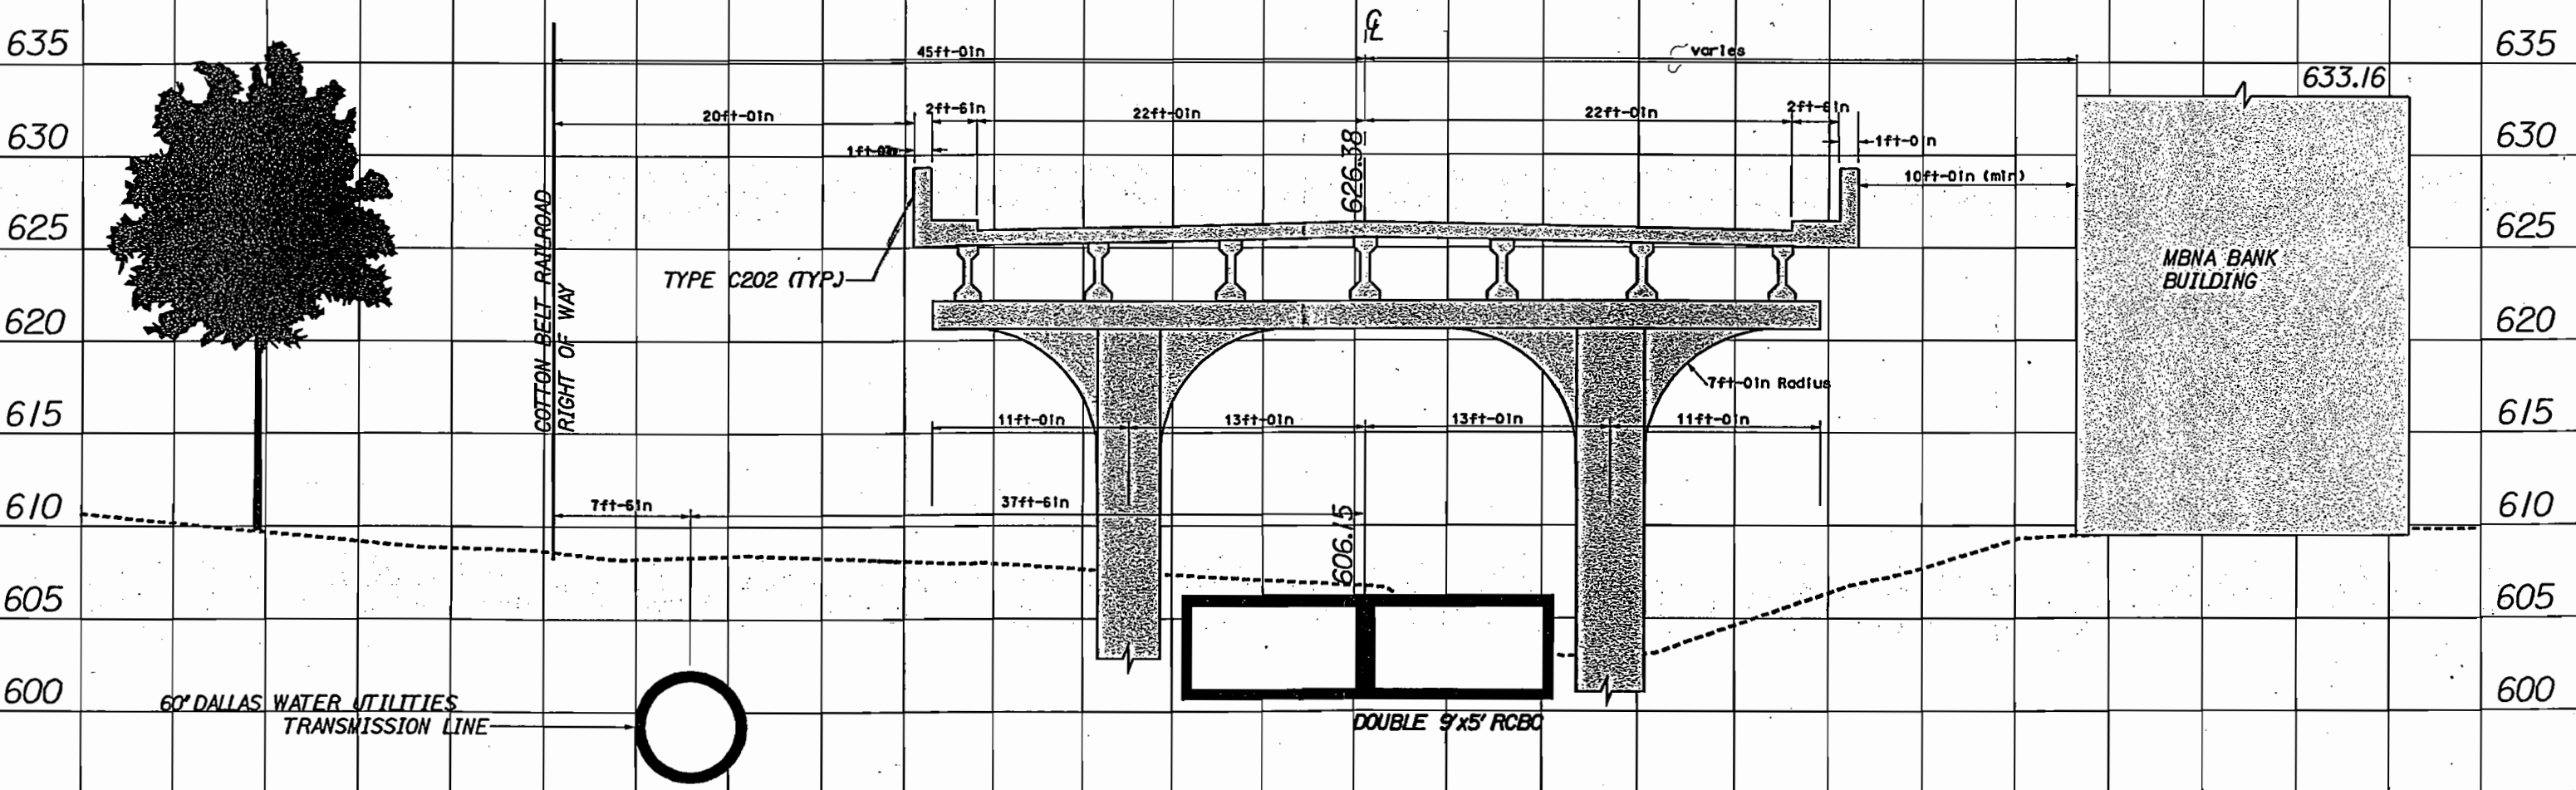 ℄
635
45ft-0in
varies
635
633.16
2ft-6in
22ft-0in
22ft-0in
2ft-6in
20ft-0in
630
1ft-0in
626.38
1ft-0in
630
10ft-0in (min)
625
COTTON BELT RAILROAD
RIGHT OF WAY
TYPE C202 (TYP.)
MBNA BANK
BUILDING
625
620
620
7ft-0in Radius
615
11ft-0in
13ft-0in
13ft-0in
11ft-0in
615
610
7ft-6in
37ft-6in
606.15
610
605
605
600
60" DALLAS WATER UTILITIES
TRANSMISSION LINE
DOUBLE 9'x5' RCBC
600